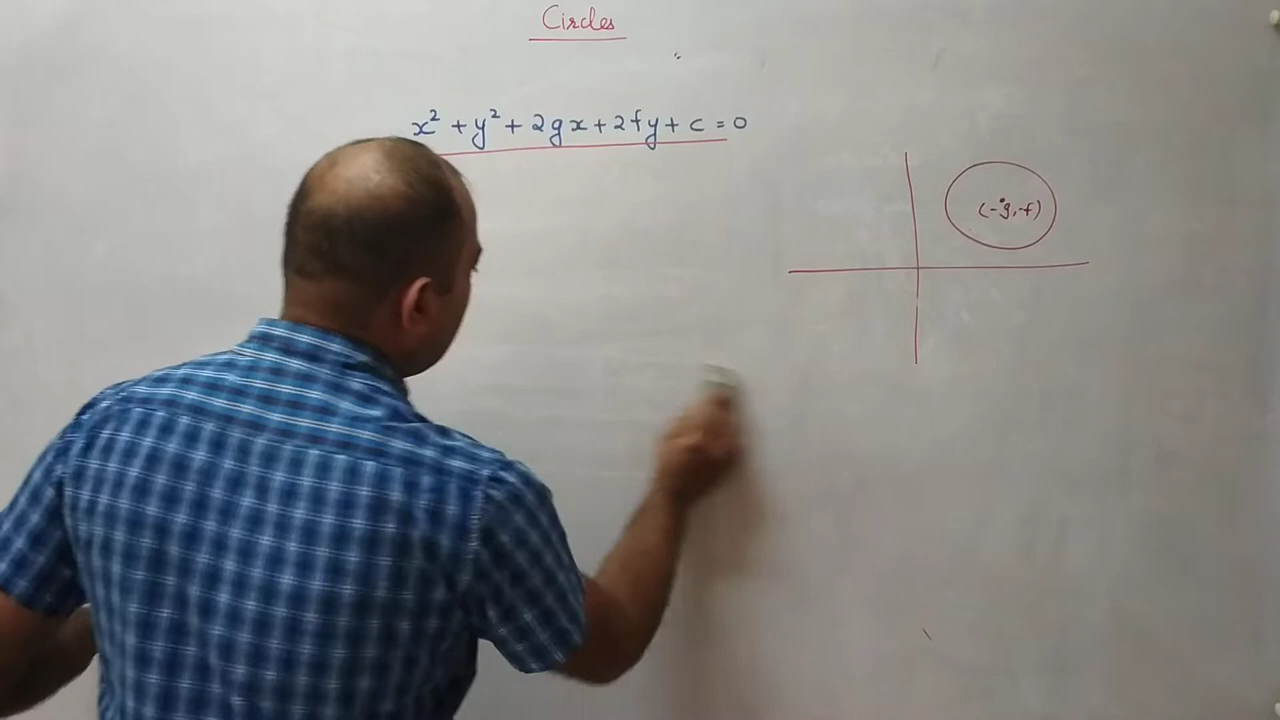 Circles
x² + y² + 2gx + 2fy + c = 0
(-g, -f)